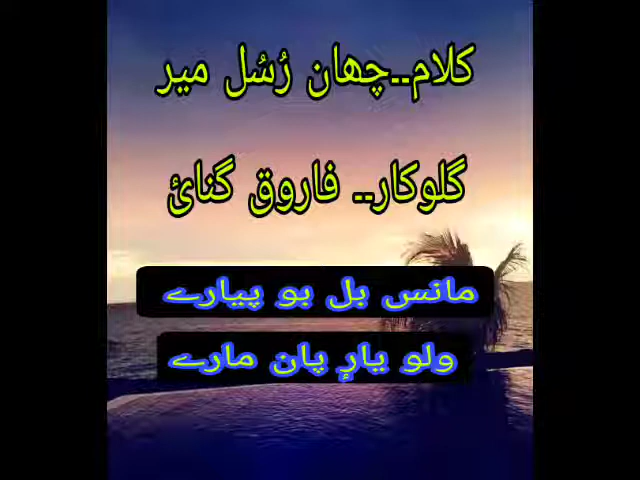 کلام..چھان رُسُل میر
گلوکار.. فاروق گنائ
مانس بل بو پیارے
ولو یارٕ پان مارے